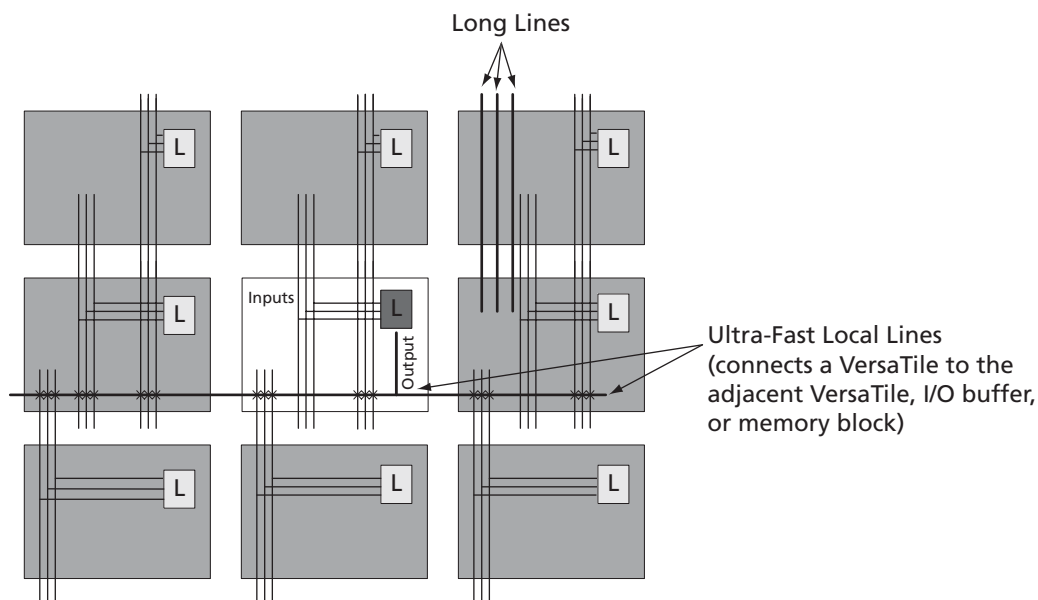 Long Lines
L
L
L
L
Inputs
L
L
Output
Ultra-Fast Local Lines
(connects a VersaTile to the
adjacent VersaTile, I/O buffer,
or memory block)
L
L
L